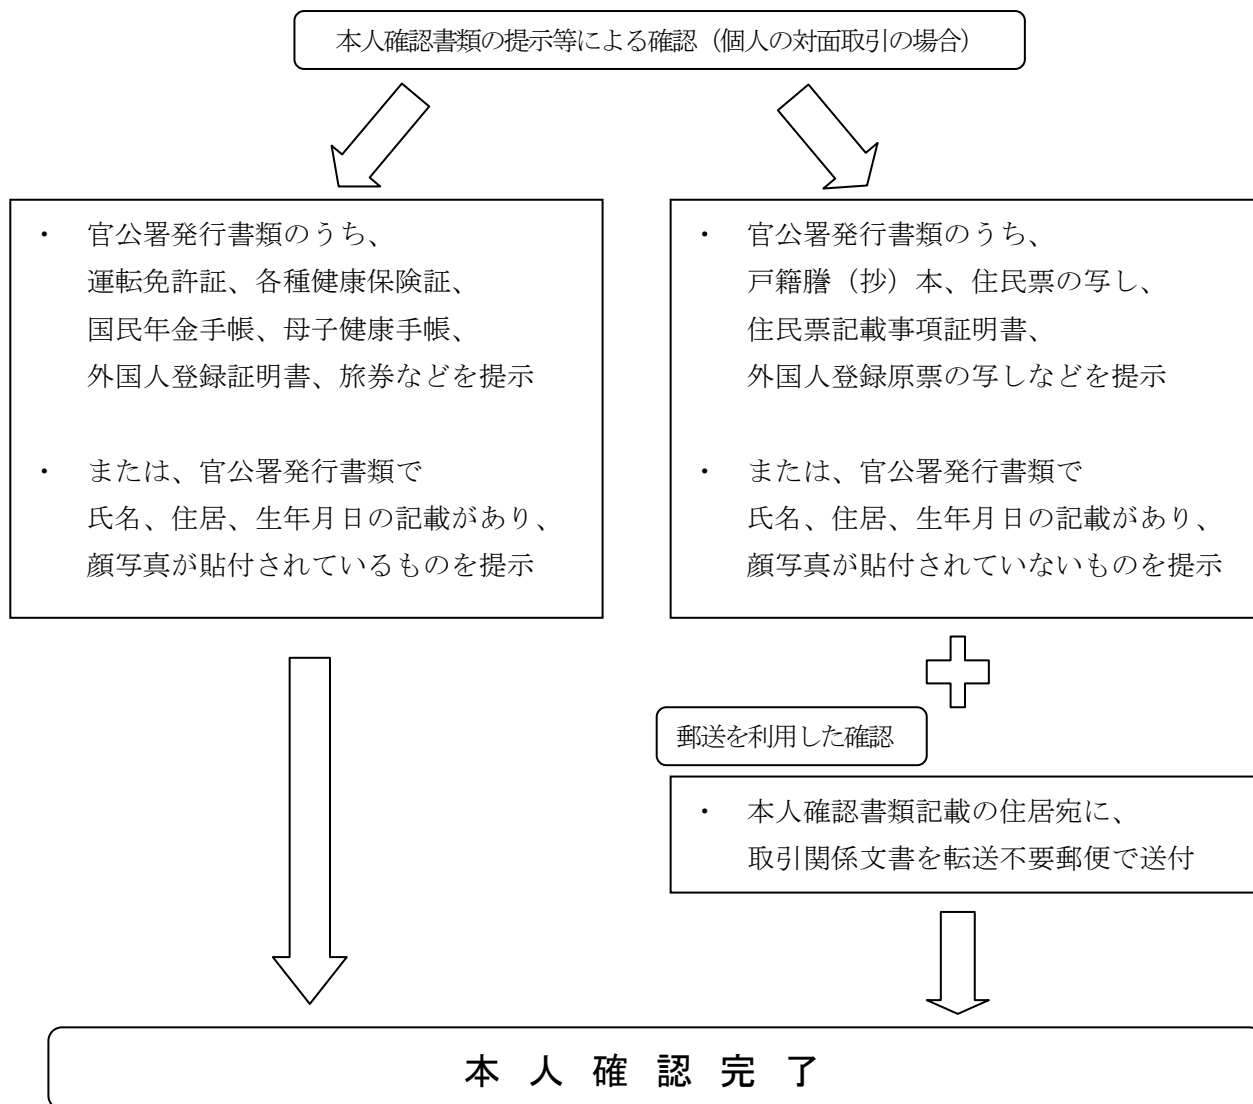 本人確認書類の提示等による確認（個人の対面取引の場合）
・ 官公署発行書類のうち、
運転免許証、各種健康保険証、
国民年金手帳、母子健康手帳、
外国人登録証明書、旅券などを提示
・ または、官公署発行書類で
氏名、住居、生年月日の記載があり、
顔写真が貼付されているものを提示
・ 官公署発行書類のうち、
戸籍謄（抄）本、住民票の写し、
住民票記載事項証明書、
外国人登録原票の写しなどを提示
・ または、官公署発行書類で
氏名、住居、生年月日の記載があり、
顔写真が貼付されていないものを提示
郵送を利用した確認
・ 本人確認書類記載の住居宛に、
取引関係文書を転送不要郵便で送付
本人確認完了